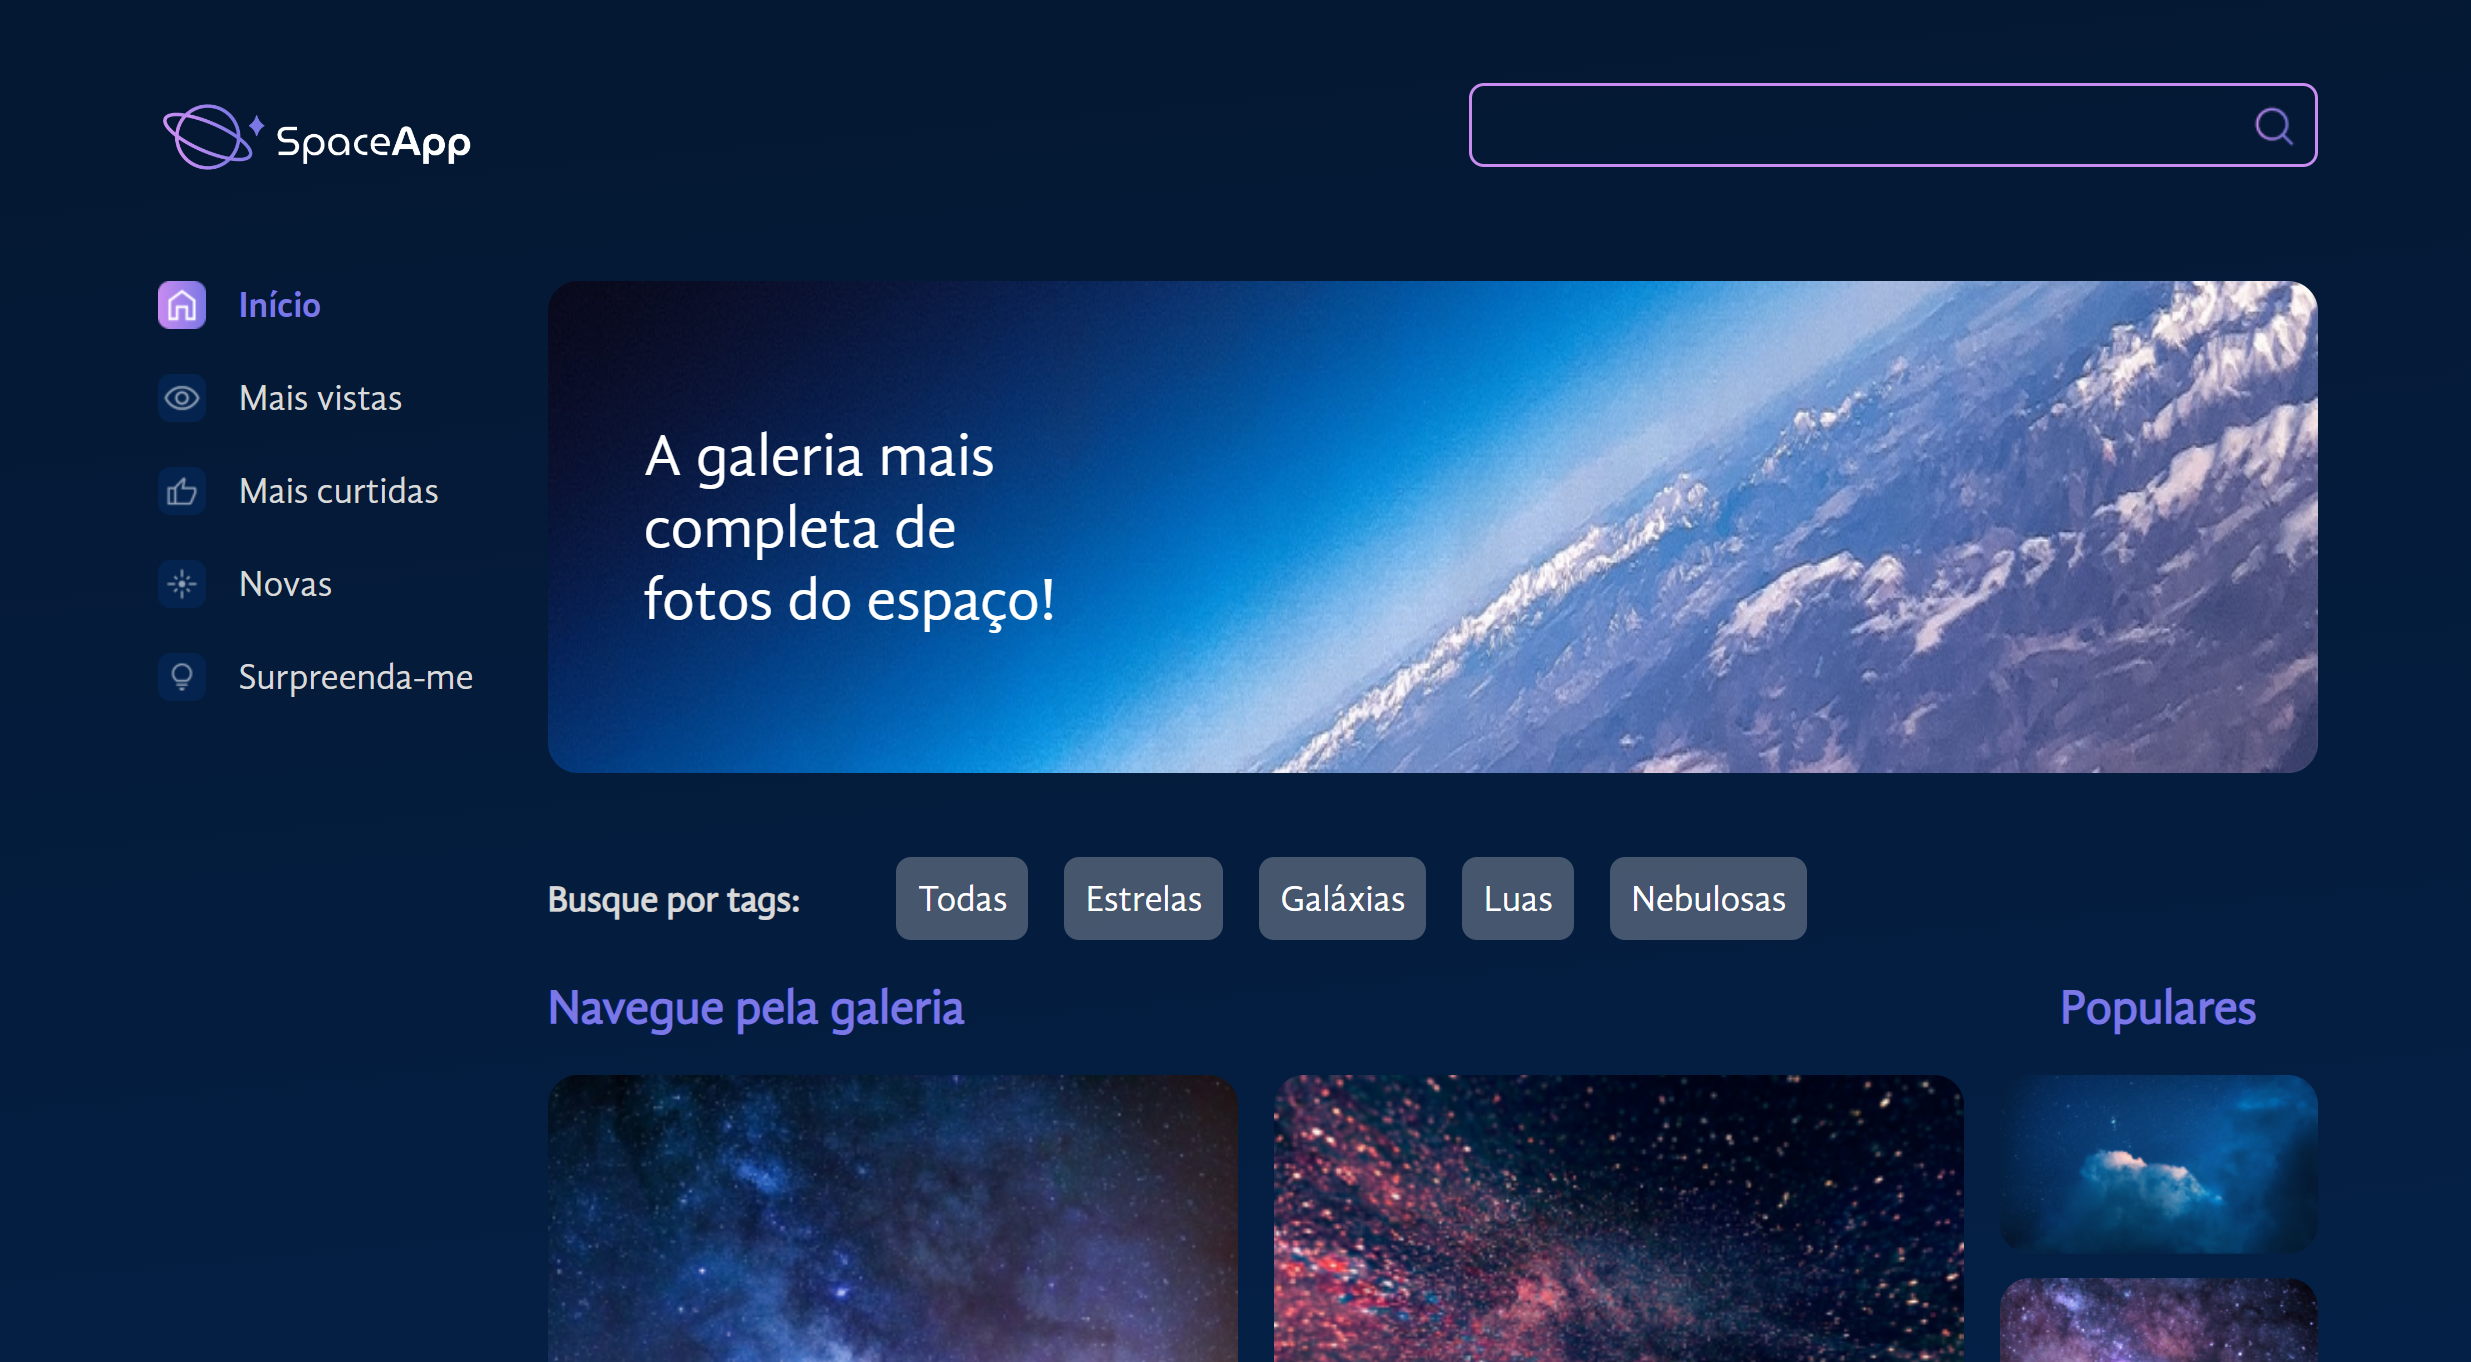 SpaceApp
Início
Mais vistas
Mais curtidas
Novas
Surpreenda-me
A galeria mais
completa de
fotos do espaço!
Busque por tags:
Todas
Estrelas
Galáxias
Luas
Nebulosas
Navegue pela galeria
Populares